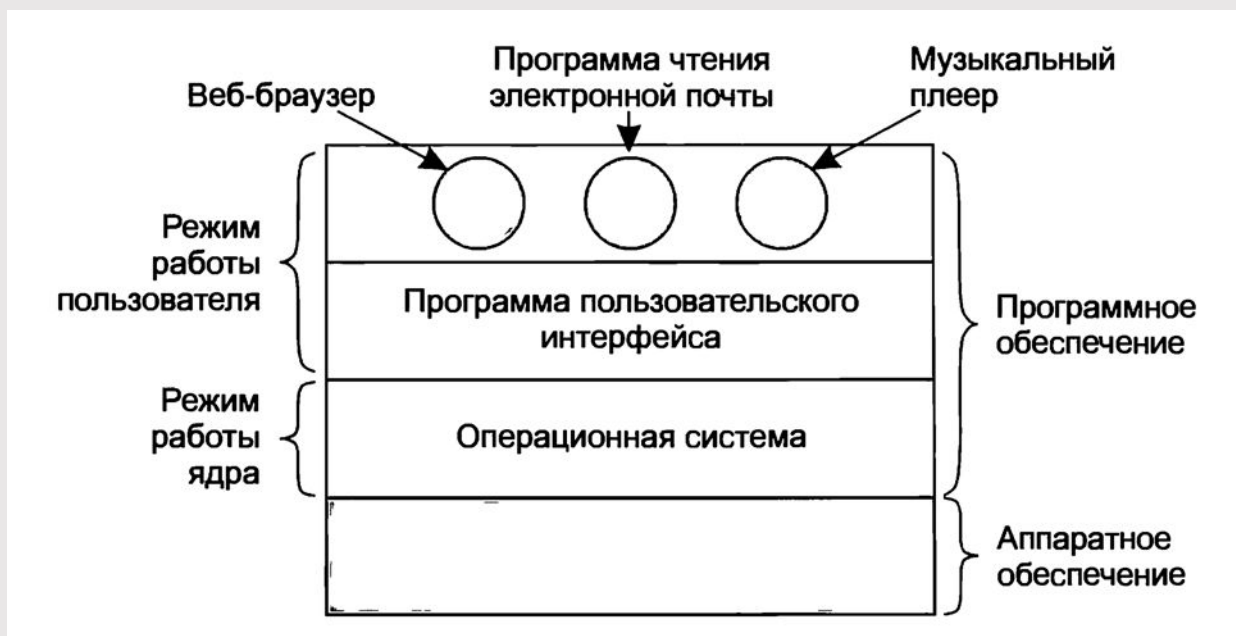 Веб-браузер
Программа чтения
электронной почты
Музыкальный
плеер
Режим
работы
пользователя
Программа пользовательского
интерфейса
Программное
обеспечение
Режим
работы
ядра
Операционная система
Аппаратное
обеспечение